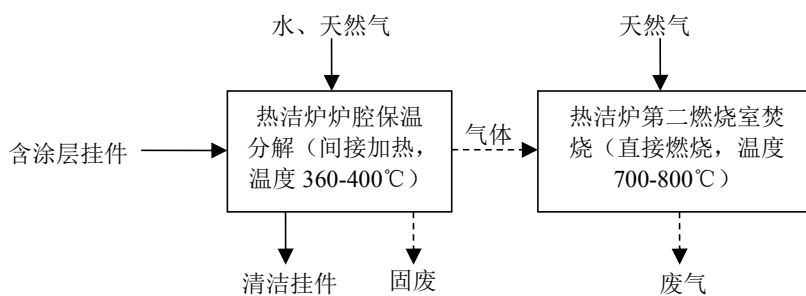 水、天然气
天然气
含涂层挂件
热洁炉炉腔保温
分解（间接加热，
温度 360-400℃）
气体
热洁炉第二燃烧室焚
烧（直接燃烧，温度
700-800℃）
清洁挂件
固废
废气